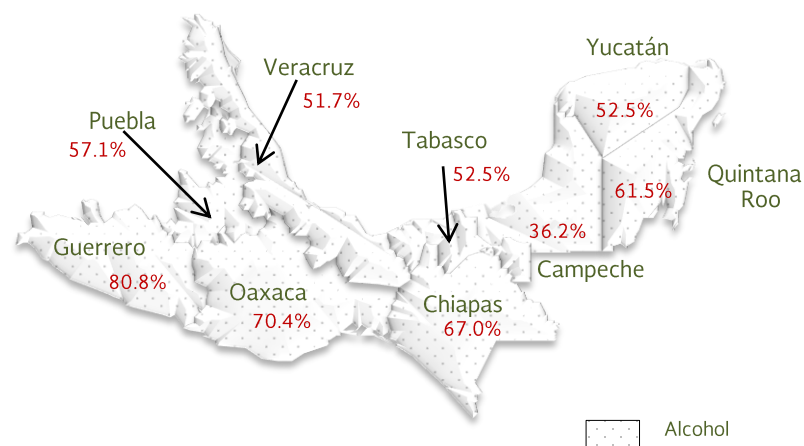 Yucatán
Veracruz
51.7%
52.5%
Puebla
57.1%
Tabasco
52.5%
Quintana
Roo
61.5%
36.2%
Campeche
Guerrero
80.8%
Oaxaca
70.4%
Chiapas
67.0%
Alcohol